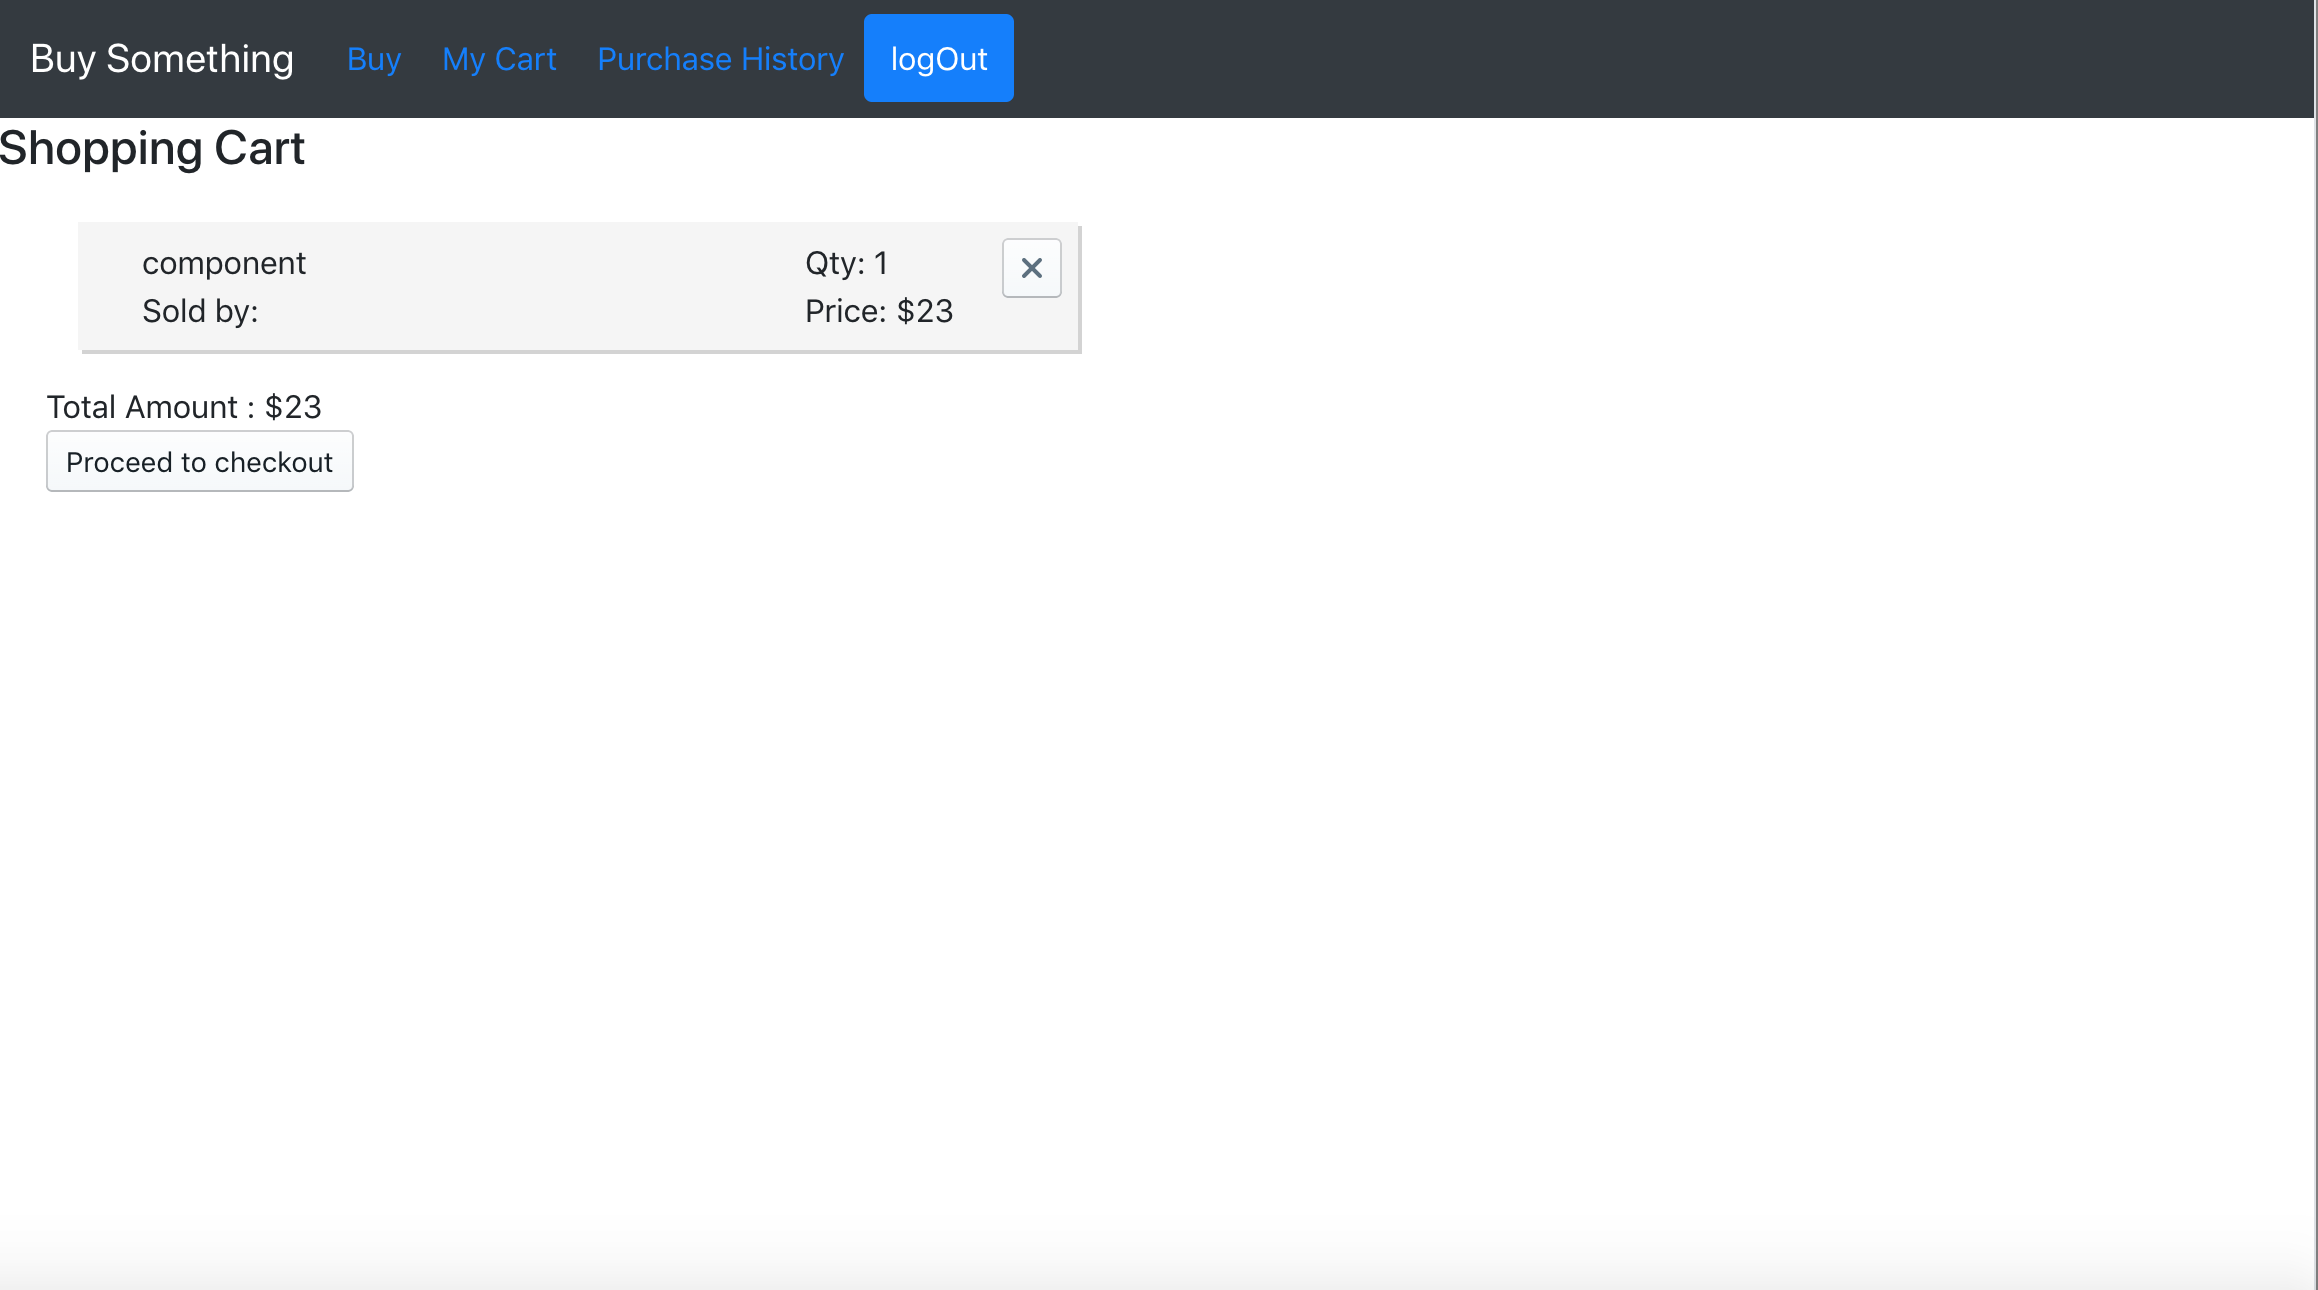 Buy Something Buy My Cart Purchase History logOut
Shopping Cart
component Qty: 1
Sold by: Price: $23
Total Amount : $23
Proceed to checkout